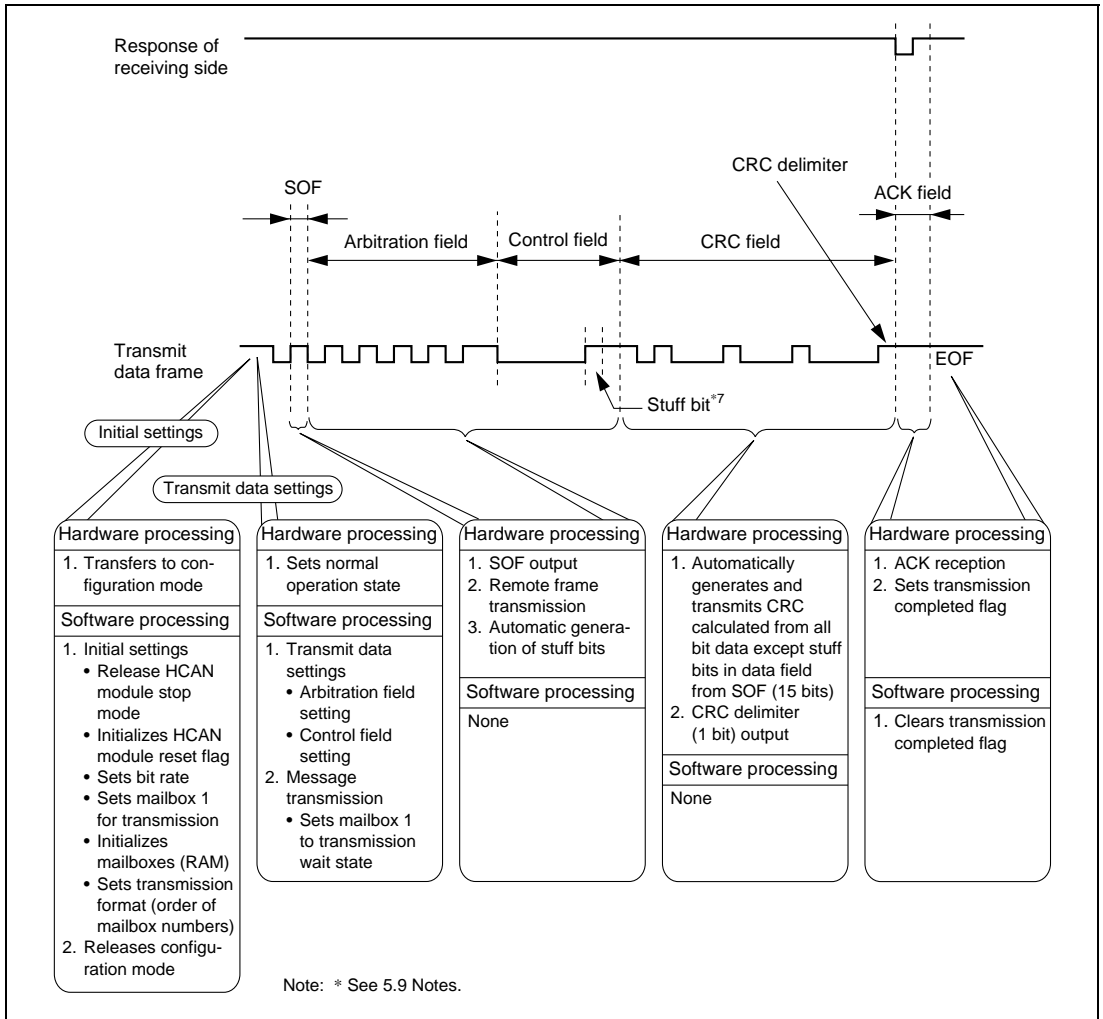 Response of
receiving side
CRC delimiter
SOF
ACK field
Arbitration field
Control field
CRC field
Transmit
data frame
EOF
Stuff bit*7
Initial settings
Transmit data settings
Hardware processing
1. Transfers to con-
figuration mode
Software processing
1. Initial settings
• Release HCAN
module stop
mode
• Initializes HCAN
module reset flag
• Sets bit rate
• Sets mailbox 1
for transmission
• Initializes
mailboxes (RAM)
• Sets transmission
format (order of
mailbox numbers)
2. Releases configu-
ration mode
Hardware processing
1. Sets normal
operation state
Software processing
1. Transmit data
settings
• Arbitration field
setting
• Control field
setting
2. Message
transmission
• Sets mailbox 1
to transmission
wait state
Hardware processing
1. SOF output
2. Remote frame
transmission
3. Automatic genera-
tion of stuff bits
Software processing
None
Hardware processing
1. Automatically
generates and
transmits CRC
calculated from all
bit data except stuff
bits in data field
from SOF (15 bits)
2. CRC delimiter
(1 bit) output
Software processing
None
Hardware processing
1. ACK reception
2. Sets transmission
completed flag
Software processing
1. Clears transmission
completed flag
Note: * See 5.9 Notes.